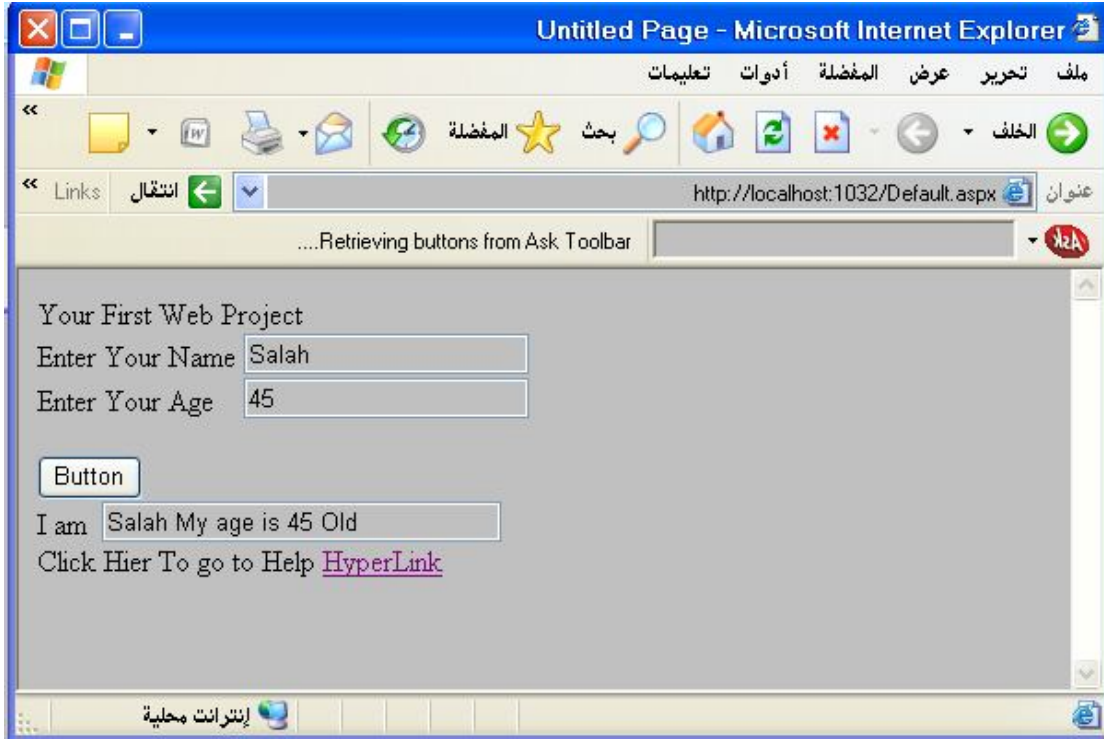 Untitled Page - Microsoft Internet Explorer
ملف تحرير عرض المفضلة أدوات تعليمات
الخلف بحث المفضلة »
عنوان http://localhost:1032/Default.aspx انتقال Links »
Ask ....Retrieving buttons from Ask Toolbar
Your First Web Project
Enter Your Name Salah
Enter Your Age 45
Button
I am Salah My age is 45 Old
Click Hier To go to Help HyperLink
إنترانت محلية